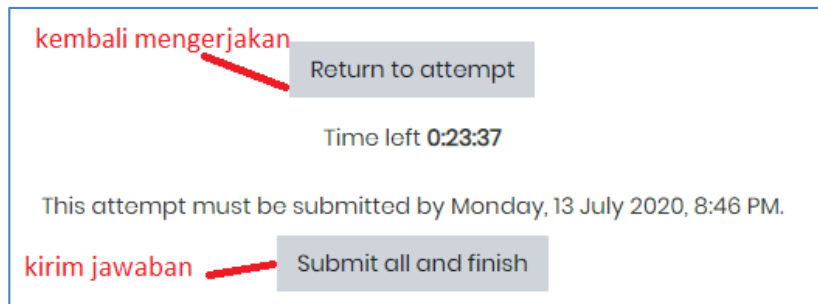 kembali mengerjakan
Return to attempt
Time left 0:23:37
This attempt must be submitted by Monday, 13 July 2020, 8:46 PM.
kirim jawaban
Submit all and finish